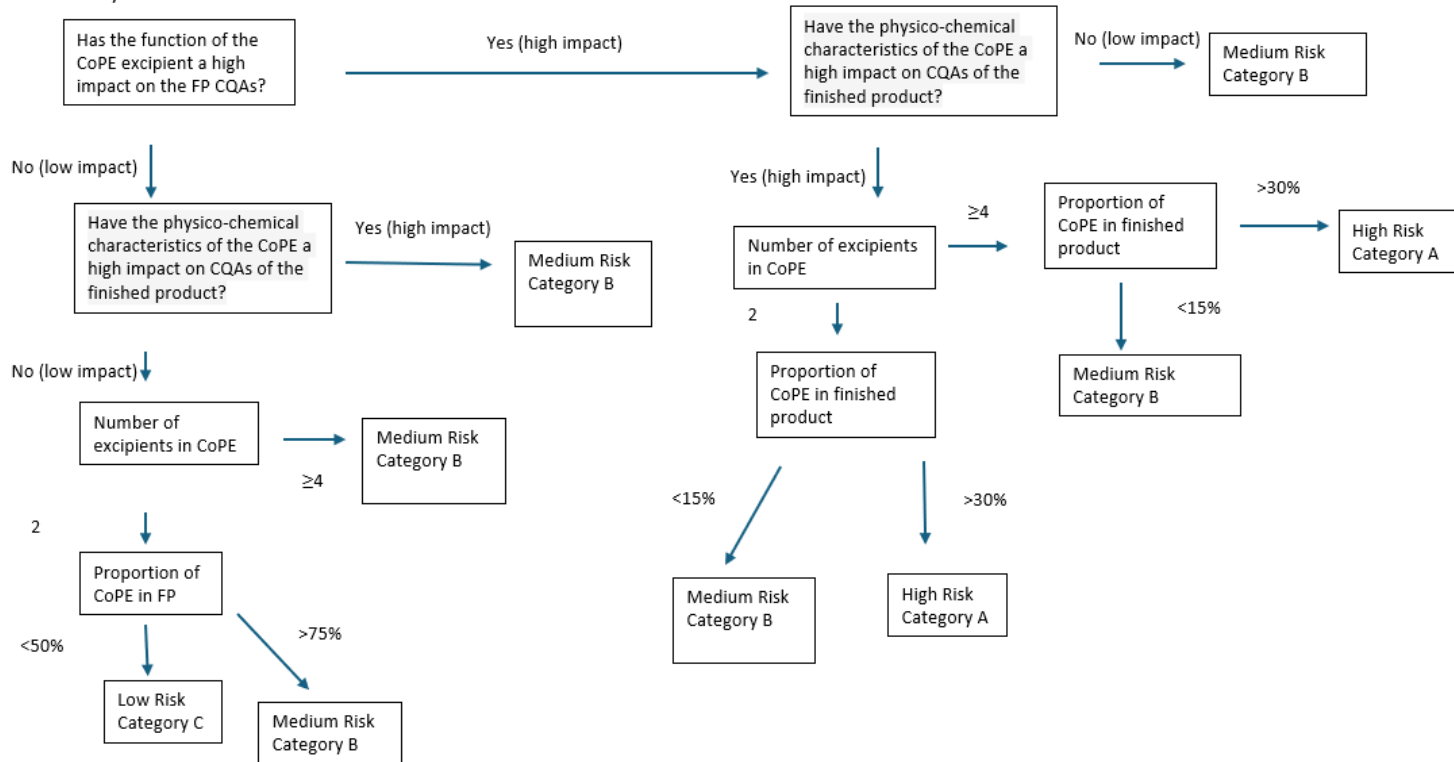 Has the function of the
CoPE excipient a high
impact on the FP CQAs?
Yes (high impact)
Have the physico-chemical
characteristics of the CoPE a
high impact on CQAs of the
finished product?
No (low impact)
Medium Risk
Category B
No (low impact)
Have the physico-chemical
characteristics of the CoPE a
high impact on CQAs of the
finished product?
Yes (high impact)
Medium Risk
Category B
Yes (high impact)
Number of excipients
in CoPE
≥4
Proportion of
CoPE in finished
product
>30%
High Risk
Category A
<15%
Medium Risk
Category B
2
Proportion of
CoPE in finished
product
<15%
Medium Risk
Category B
>30%
High Risk
Category A
No (low impact)
Number of
excipients in CoPE
≥4
Medium Risk
Category B
2
Proportion of
CoPE in FP
<50%
Low Risk
Category C
>75%
Medium Risk
Category B